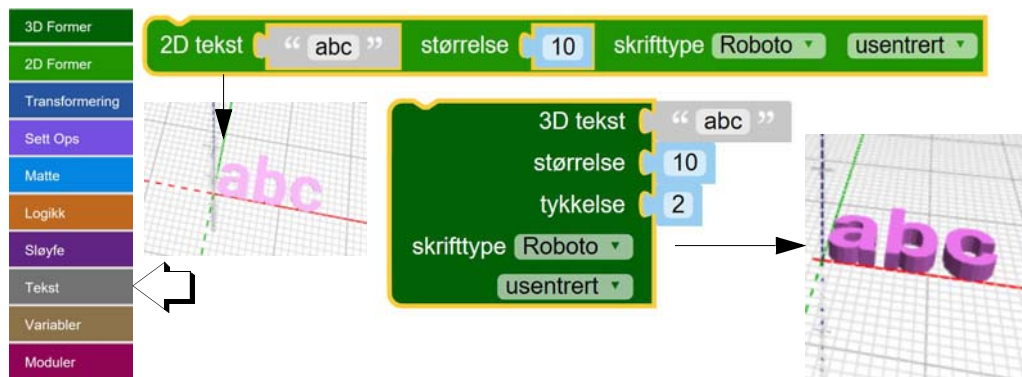 3D Former
2D Former
Transformering
Sett Ops
Matte
Logikk
Sløyfe
Tekst
Variabler
Moduler
2D tekst “ abc ” størrelse 10 skrifttype Roboto usentrert
abc
3D tekst “ abc ”
størrelse 10
tykkelse 2
skrifttype Roboto
usentrert
abc